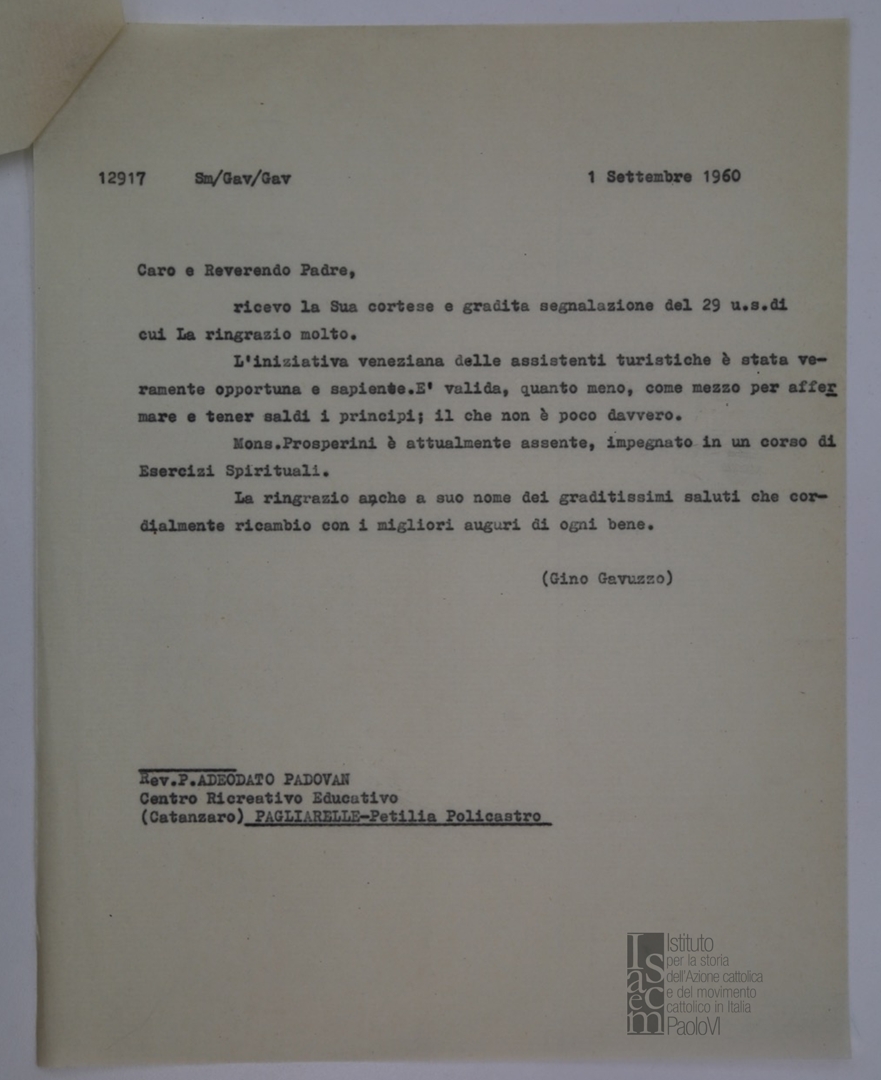 12917 Sm/Gav/Gav 1 Settembre 1960
Caro e Reverendo Padre,
ricevo la Sua cortese e gradita segnalazione del 29 u.s.di
cui La ringrazio molto.
L'iniziativa veneziana delle assistenti turistiche è stata ve-
ramente opportuna e sapiente.E' valida, quanto meno, come mezzo per affer
mare e tener saldi i principi; il che non è poco davvero.
Mons.Prosperini è attualmente assente, impegnato in un corso di
Esercizi Spirituali.
La ringrazio anche a suo nome dei graditissimi saluti che cor-
dialmente ricambio con i migliori auguri di ogni bene.
(Gino Gavuzzo)
Rev.P.ADEODATO PADOVAN
Centro Ricreativo Educativo
(Catanzaro) PAGLIARELLE-Petilia Policastro
Isacem
Istituto
per la storia
dell'Azione cattolica
e del movimento
cattolico in Italia
PaoloVI